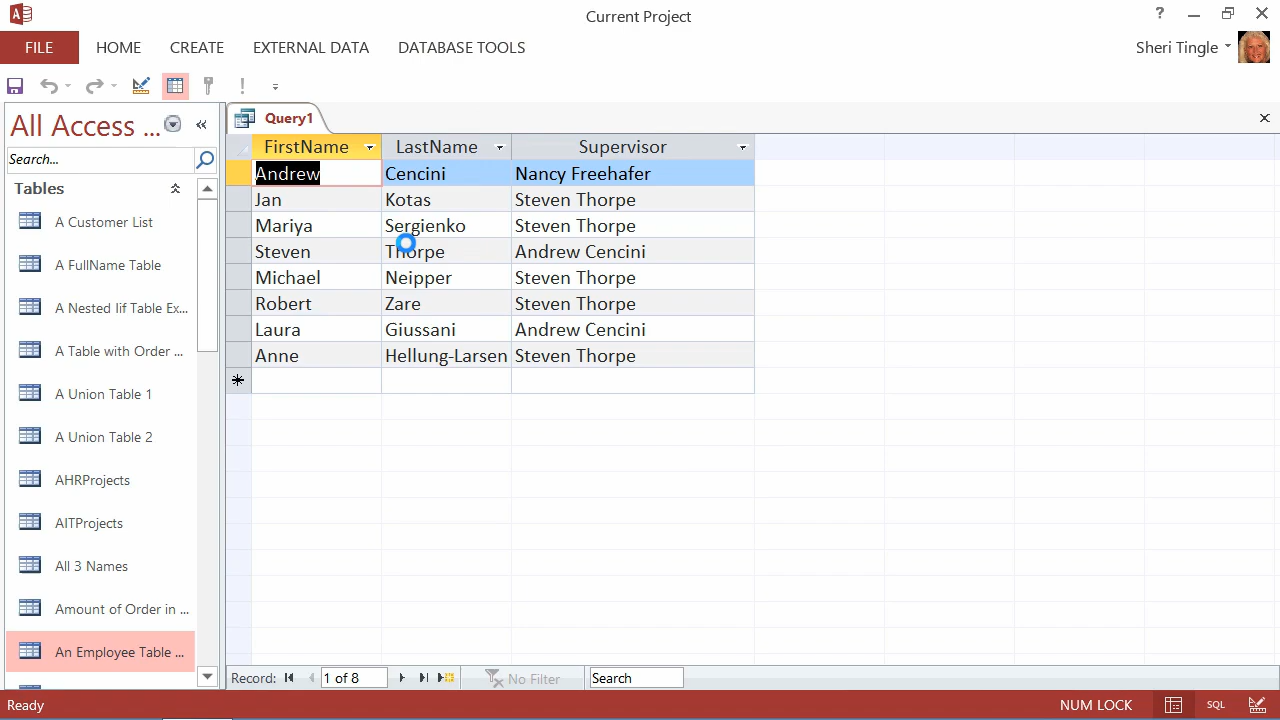 Current Project
?
FILE HOME CREATE EXTERNAL DATA DATABASE TOOLS Sheri Tingle
All Access ... «
Search...
Tables
A Customer List
A FullName Table
A Nested Iif Table Ex...
A Table with Order ...
A Union Table 1
A Union Table 2
AHRProjects
AITProjects
All 3 Names
Amount of Order in ...
An Employee Table ...
Query1
FirstName LastName Supervisor
Andrew Cencini Nancy Freehafer
Jan Kotas Steven Thorpe
Mariya Sergienko Steven Thorpe
Steven Thorpe Andrew Cencini
Michael Neipper Steven Thorpe
Robert Zare Steven Thorpe
Laura Giussani Andrew Cencini
Anne Hellung-Larsen Steven Thorpe
Record: 1 of 8 No Filter Search
Ready NUM LOCK SQL